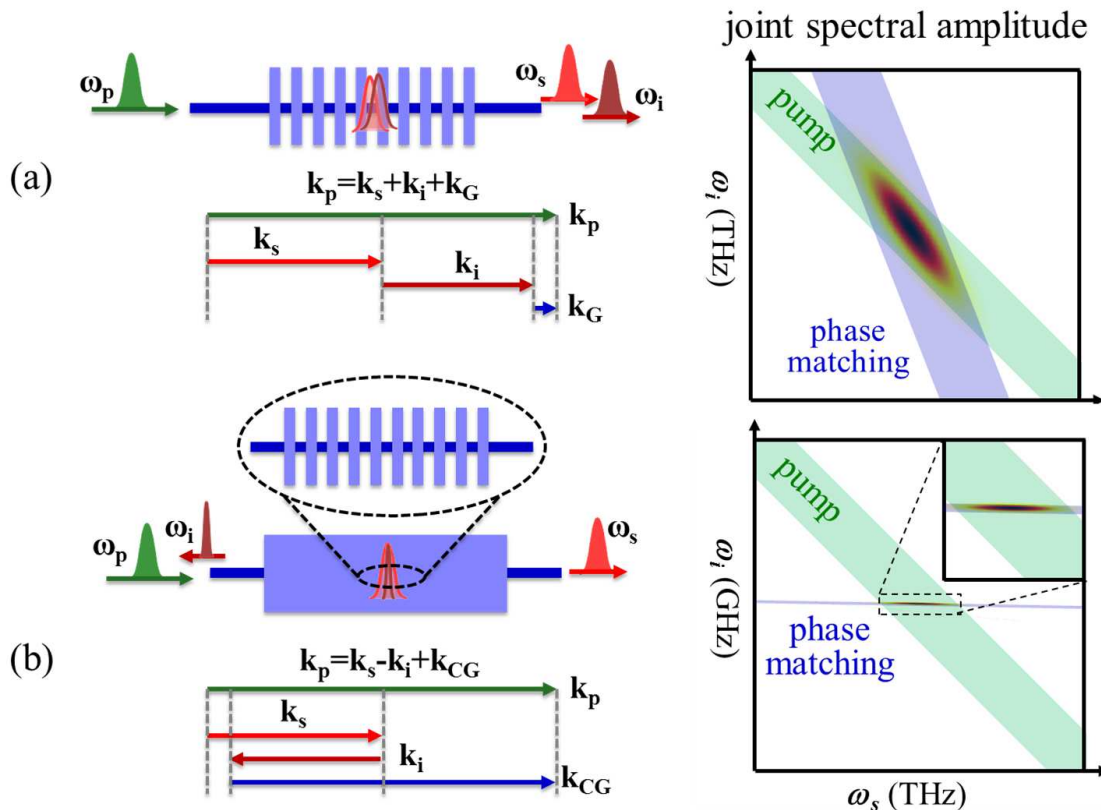 joint spectral amplitude
(a)
ωp
ωs
ωi
kp=ks+ki+kG
kp
ks
ki
kG
pump
phase
matching
ωi (THz)
(b)
ωp
ωi
ωs
kp=ks-ki+kCG
kp
ks
ki
kCG
pump
phase
matching
ωi (GHz)
ωs (THz)